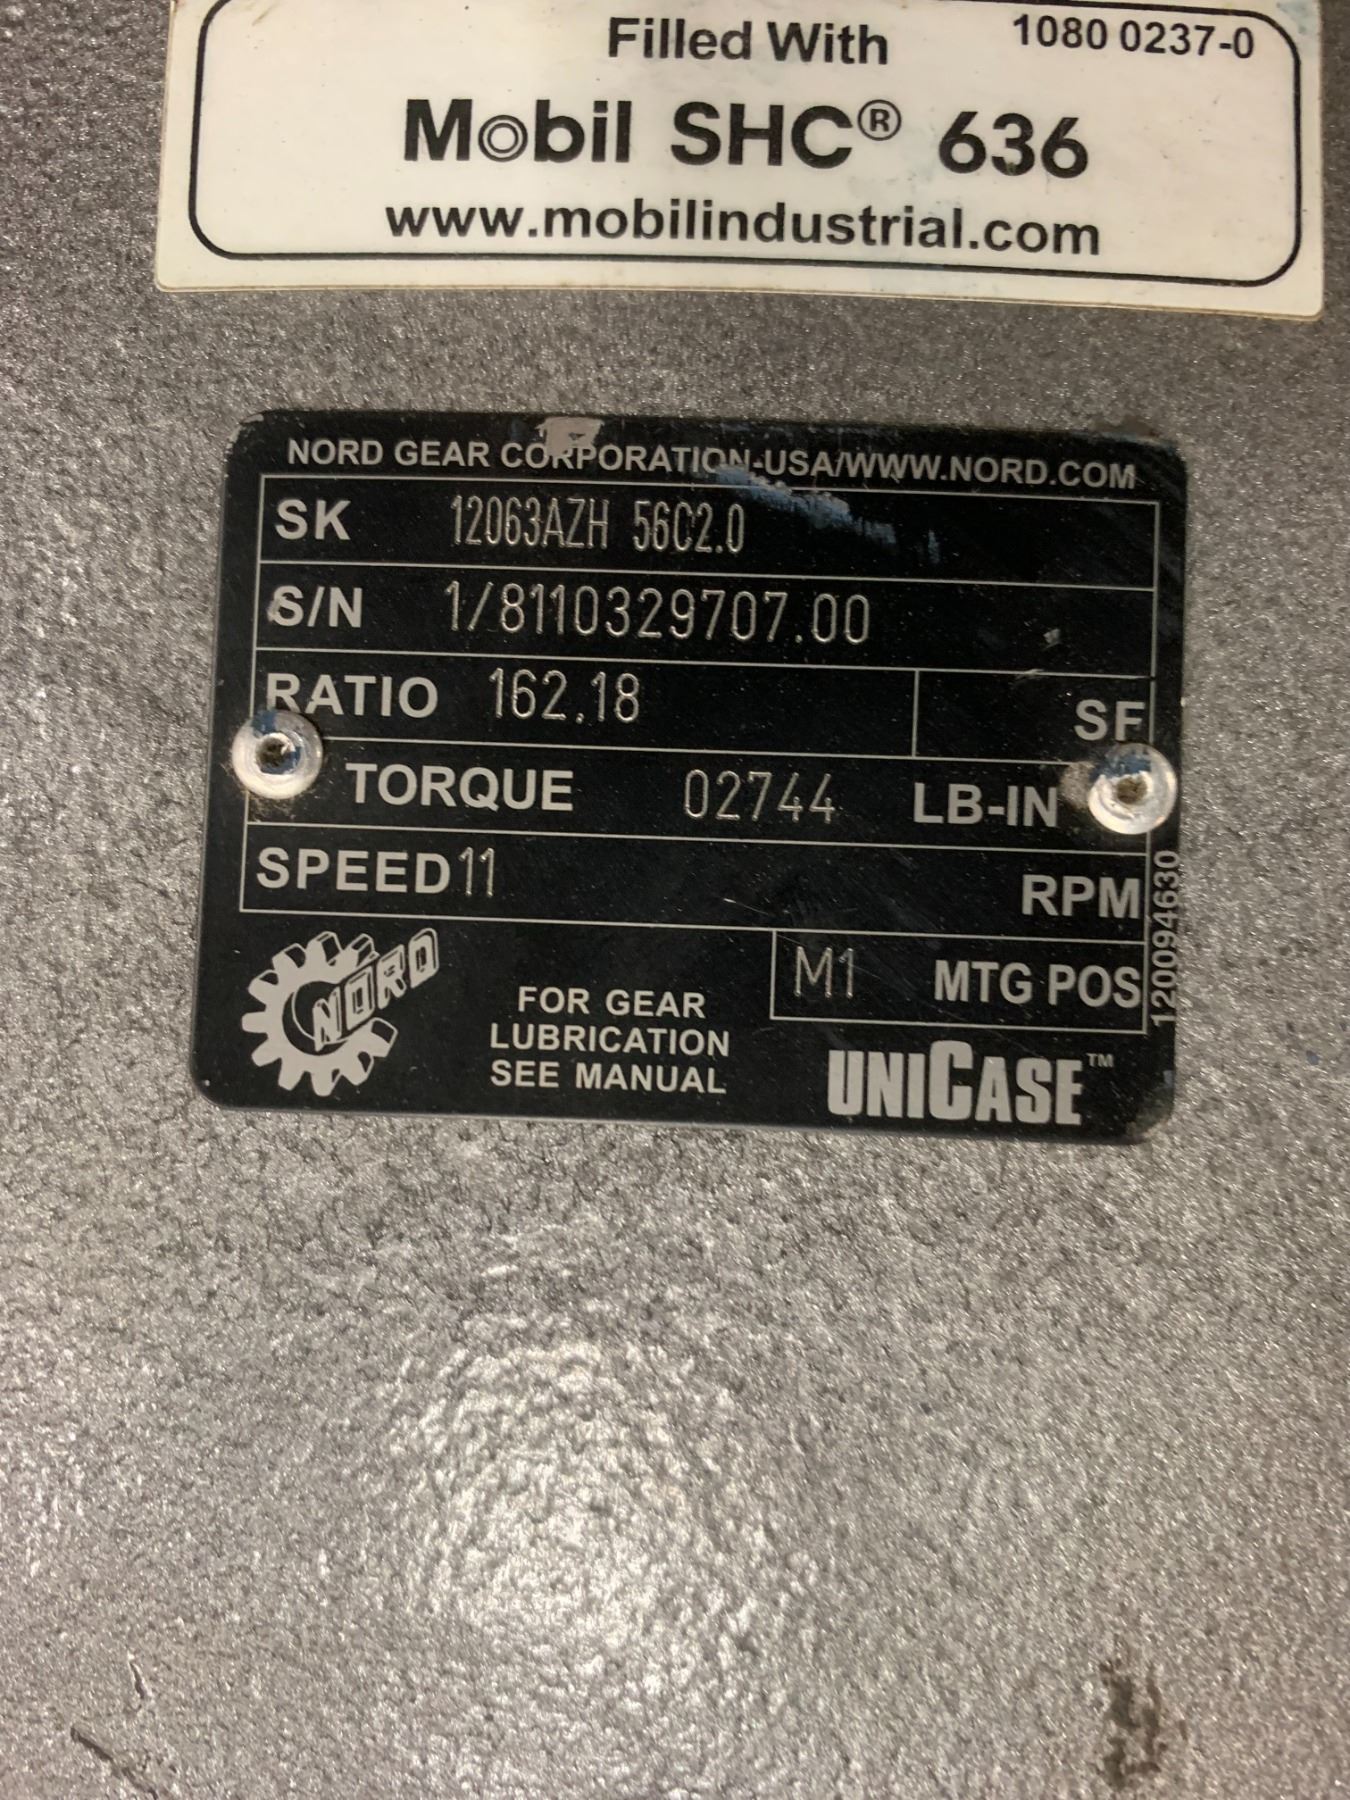 Filled With 1080 0237-0
Mobil SHC® 636
www.mobilindustrial.com
NORD GEAR CORPORATION-USA/WWW.NORD.COM
SK 12063AZH 56C2.0
S/N 1/8110329707.00
RATIO 162.18 SF
TORQUE 02744 LB-IN
SPEED 11 RPM
M1 MTG POS
12094630
NORD
FOR GEAR
LUBRICATION
SEE MANUAL
UNICASE™